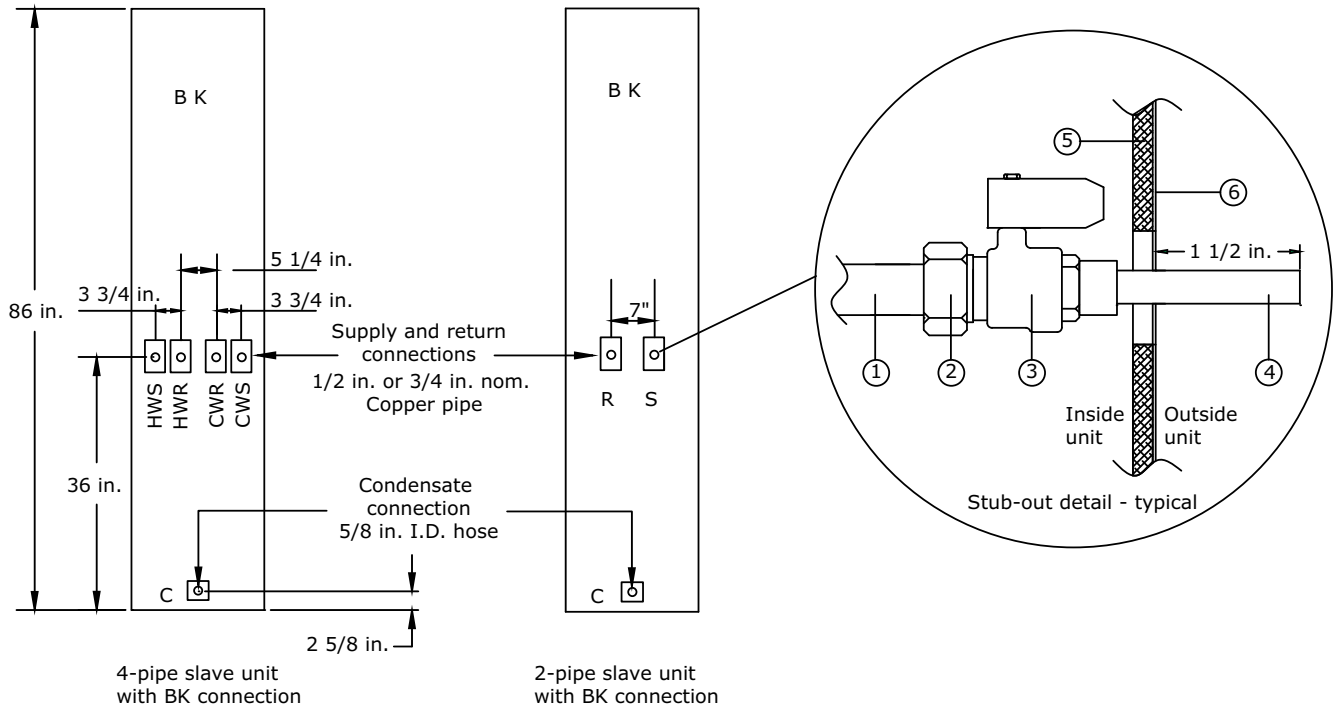 B K
B K
86 in.
3 3/4 in.
5 1/4 in.
3 3/4 in.
HWS
HWR
CWR
CWS
36 in.
C
2 5/8 in.
Supply and return
connections
1/2 in. or 3/4 in. nom.
Copper pipe
Condensate
connection
5/8 in. I.D. hose
7"
R
S
C
5
6
1 1/2 in.
1
2
3
4
Inside
unit
Outside
unit
Stub-out detail - typical
4-pipe slave unit
with BK connection
2-pipe slave unit
with BK connection